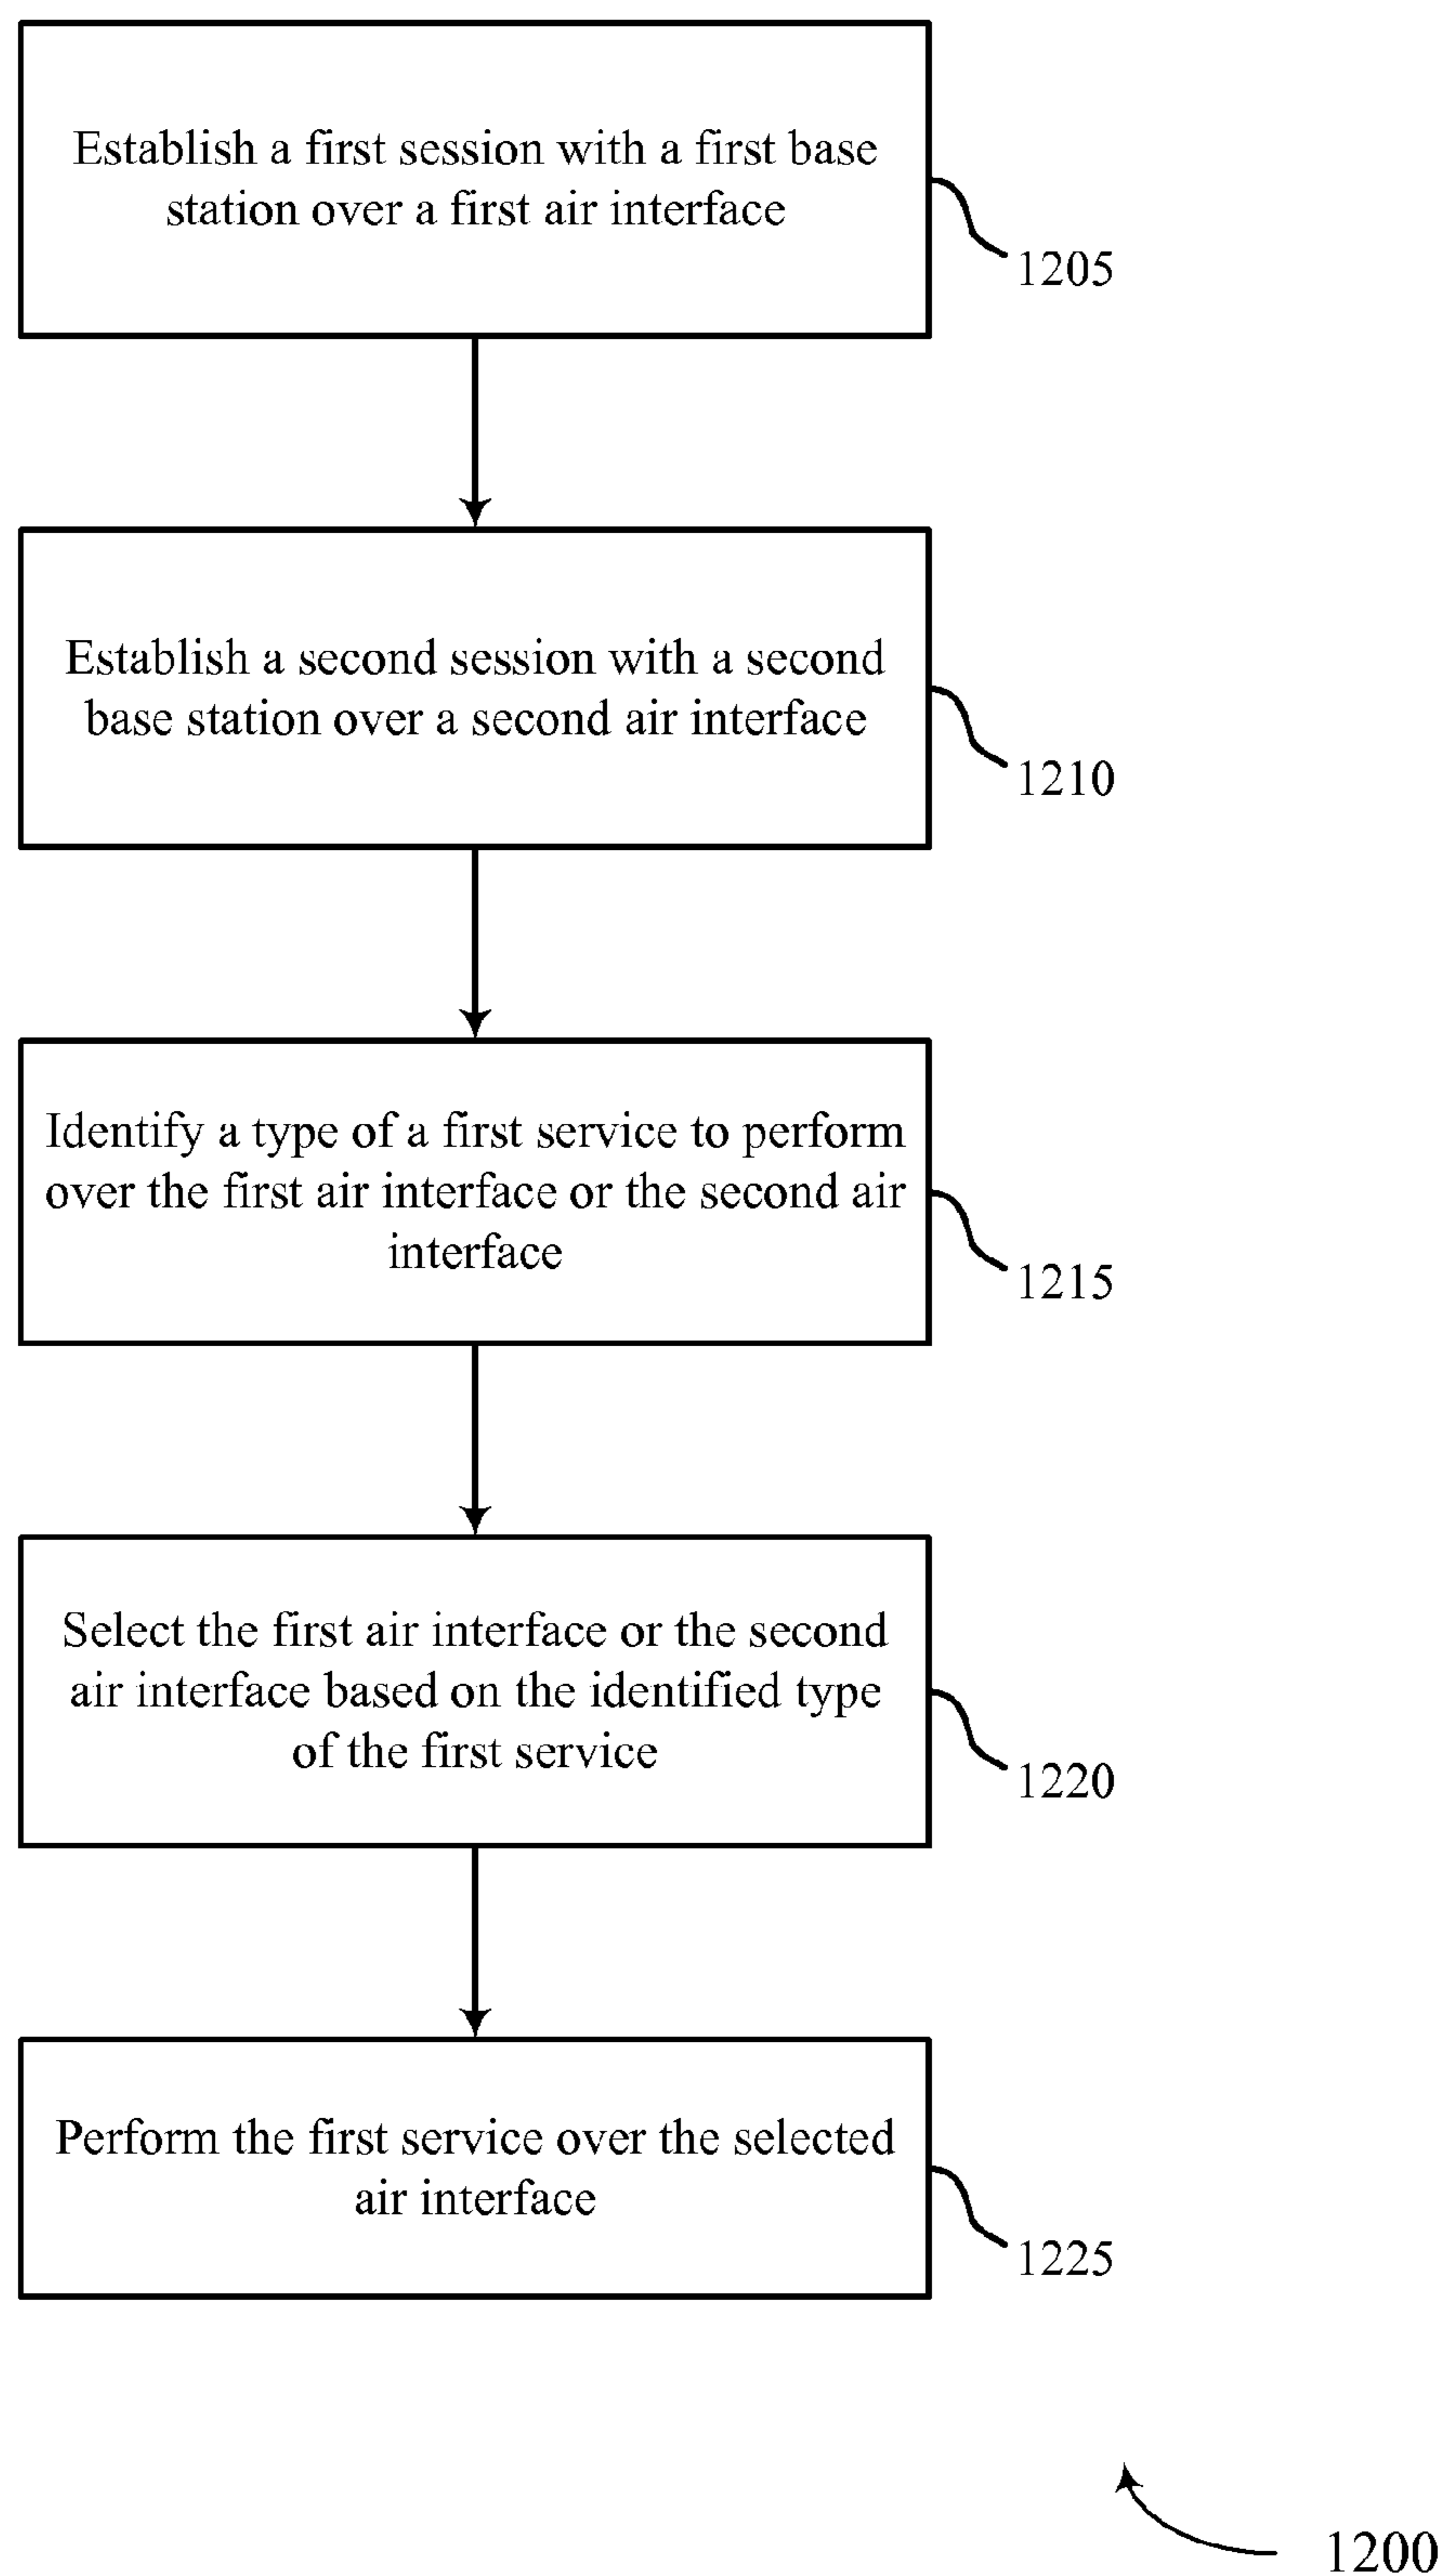 Establish a first session with a first base
station over a first air interface
1205
Establish a second session with a second
base station over a second air interface
1210
Identify a type of a first service to perform
over the first air interface or the second air
interface
1215
Select the first air interface or the second
air interface based on the identified type
of the first service
1220
Perform the first service over the selected
air interface
1225
1200